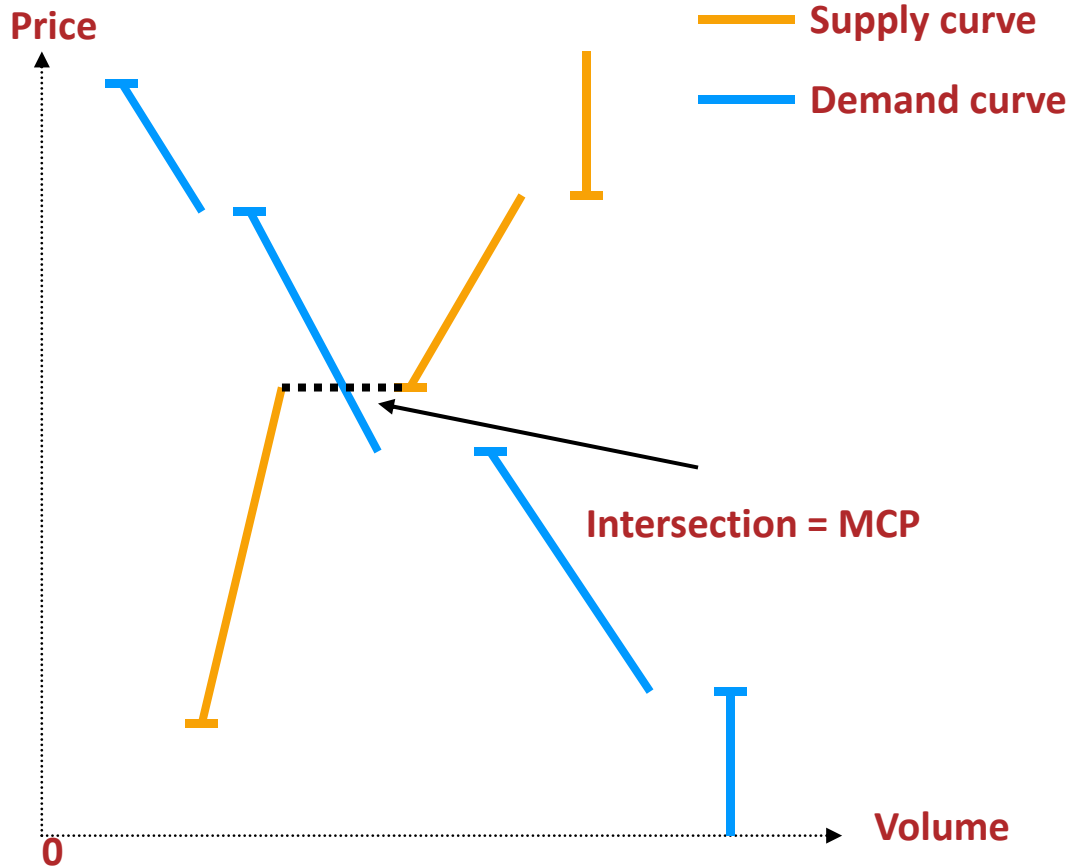 Price
Supply curve
Demand curve
Intersection = MCP
Volume
0